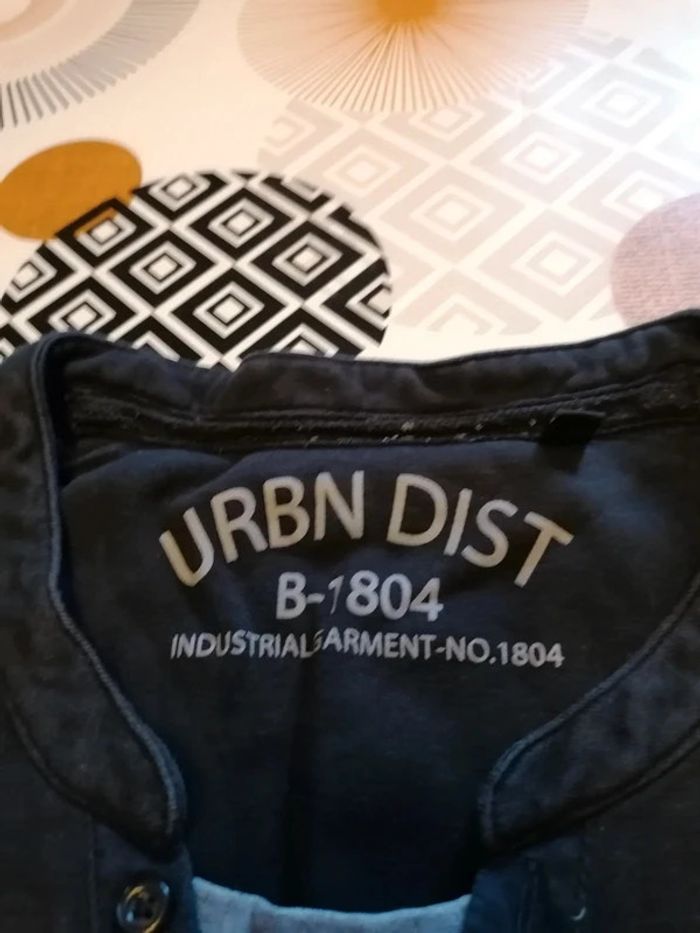 URBN DIST
B-1804
INDUSTRIAL GARMENT-NO.1804